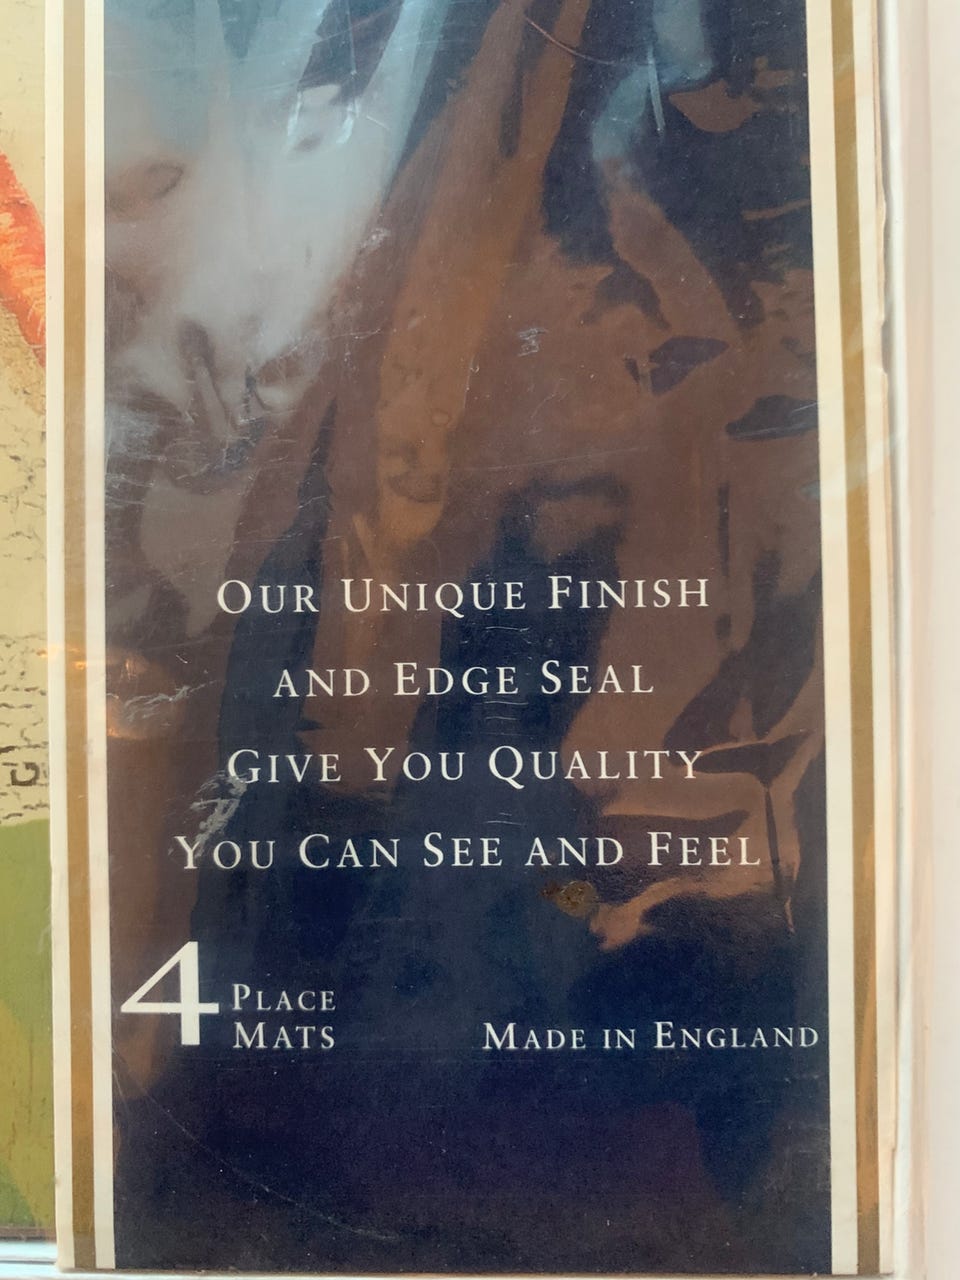 Our Unique Finish
and Edge Seal
Give You Quality
You Can See and Feel
4 Place
Mats
Made in England